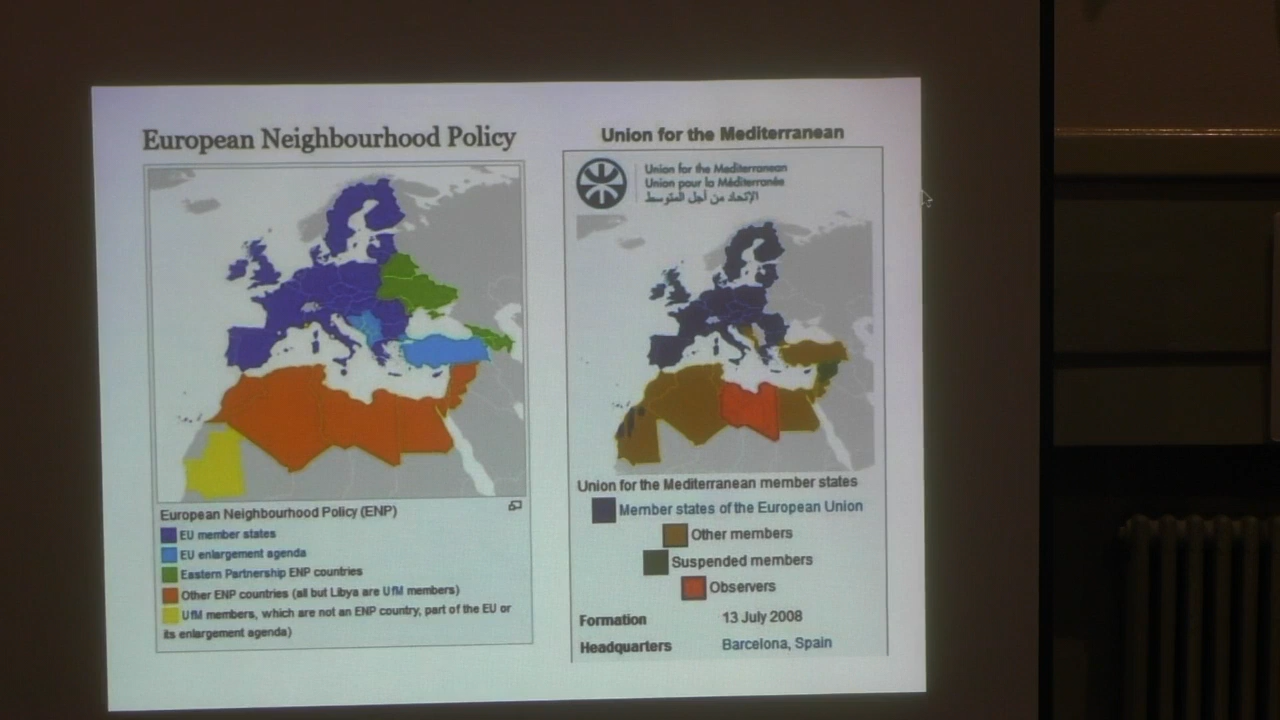 European Neighbourhood Policy
European Neighbourhood Policy (ENP)
EU member states
EU enlargement agenda
Eastern Partnership ENP countries
Other ENP countries (all but Libya are UfM members)
UfM members, which are not an ENP country, part of the EU or
its enlargement agenda)
Union for the Mediterranean
Union for the Mediterranean
Union pour la Méditerranée
الإتحاد من أجل المتوسط
Union for the Mediterranean member states
Member states of the European Union
Other members
Suspended members
Observers
Formation 13 July 2008
Headquarters Barcelona, Spain